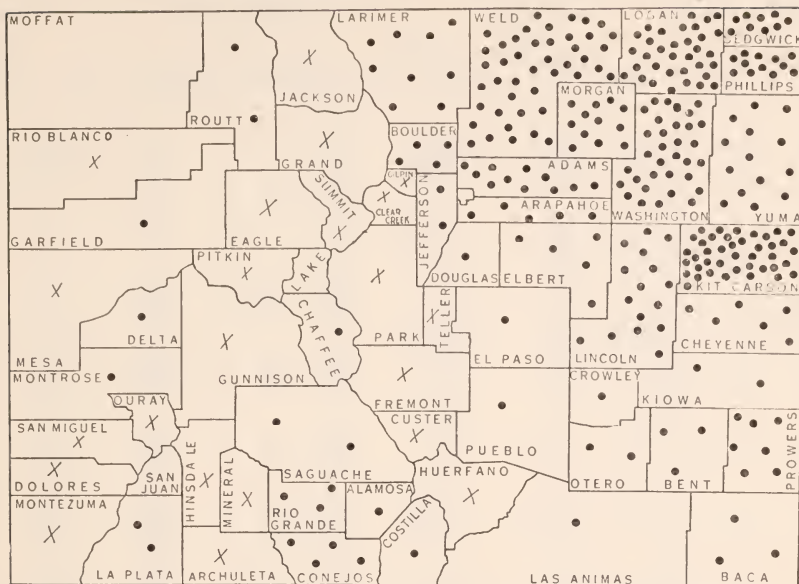 MOFFAT
LARIMER
WELD
LOGAN
SEDGWICK
PHILLIPS
JACKSON
MORGAN
ROUTT
RIO BLANCO
BOULDER
GRAND
ADAMS
GILPIN
SUMMIT
CLEAR
CREEK
JEFFERSON
ARAPAHOE
WASHINGTON
YUMA
GARFIELD
EAGLE
PITKIN
LAKE
DOUGLAS
ELBERT
KIT CARSON
CHAFFEE
TELLER
DELTA
PARK
EL PASO
LINCOLN
CHEYENNE
MESA
MONTROSE
GUNNISON
CROWLEY
OURAY
FREMONT
KIOWA
SAN MIGUEL
CUSTER
PUEBLO
PROWERS
HINSDALE
MINERAL
SAGUACHE
HUERFANO
OTERO
BENT
DOLORES
SAN
JUAN
ALAMOSA
MONTEZUMA
RIO
GRANDE
COSTILLA
LA PLATA
ARCHULETA
CONEJOS
LAS ANIMAS
BACA